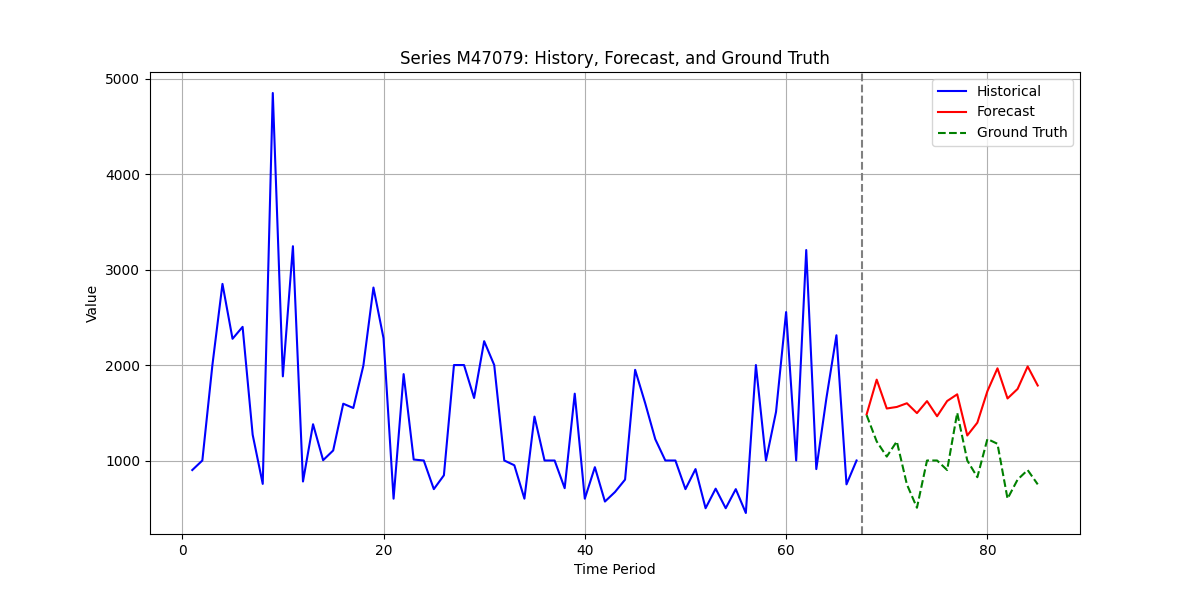 Series M47079: History, Forecast, and Ground Truth
5000
4000
3000
2000
1000
Value
0
20
40
60
80
Time Period
Historical
Forecast
Ground Truth